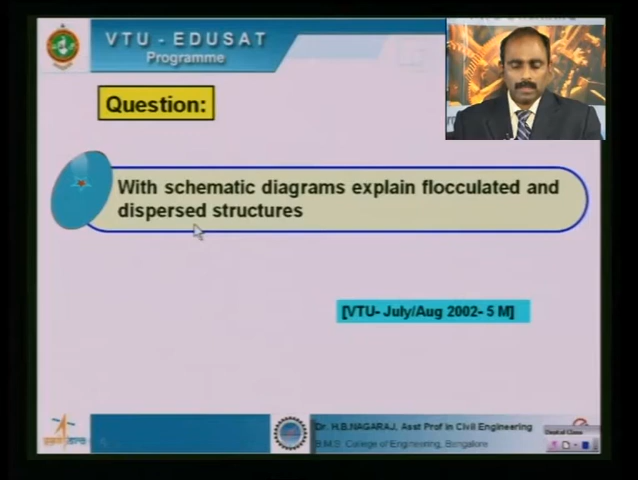 VTU - EDUSAT
Programme
Question:
With schematic diagrams explain flocculated and
dispersed structures
[VTU- July/Aug 2002- 5 M]
Dr. H.B.NAGARAJ, Asst Prof in Civil Engineering
B.M.S. College of Engineering, Bangalore